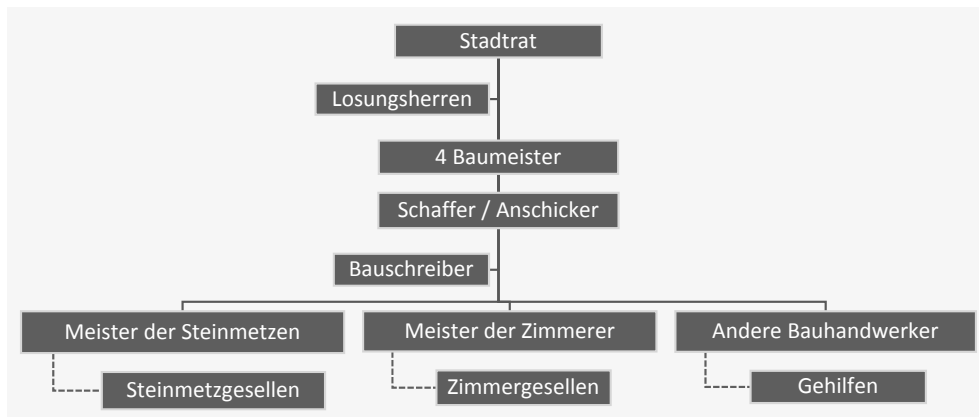 Stadtrat
Losungsherren
4 Baumeister
Schaffer / Anschicker
Bauschreiber
Meister der Steinmetzen
Meister der Zimmerer
Andere Bauhandwerker
Steinmetzgesellen
Zimmergesellen
Gehilfen